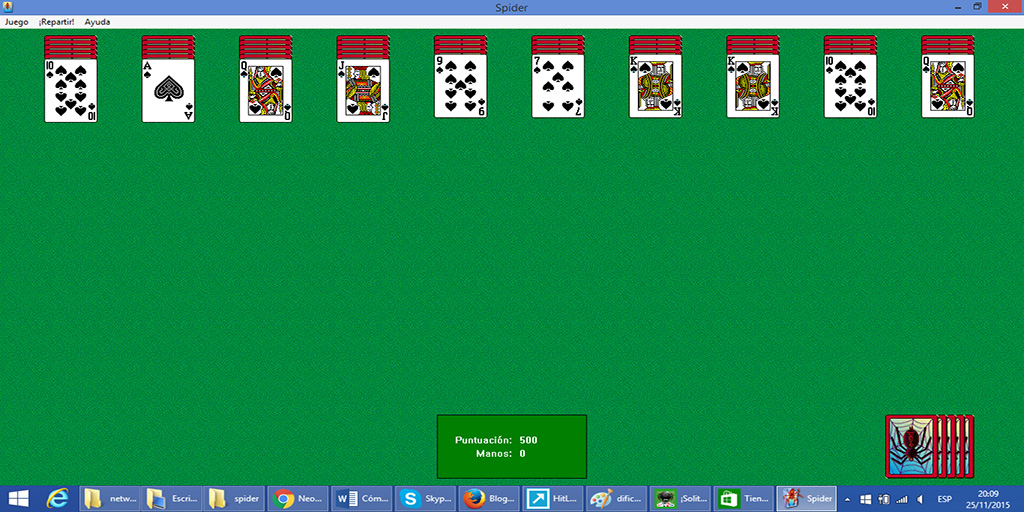 Spider
Juego ¡Repartir! Ayuda
10 A Q J 9 7 K K 10 Q
10 A Q J 9 7 K K 10 Q
Puntuación: 500
Manos: 0
netw... Escri... spider Neo... Cóm... Skyp... Blog... HitL... dific... ¡Solit... Tien... Spider ESP 20:09
25/11/2015